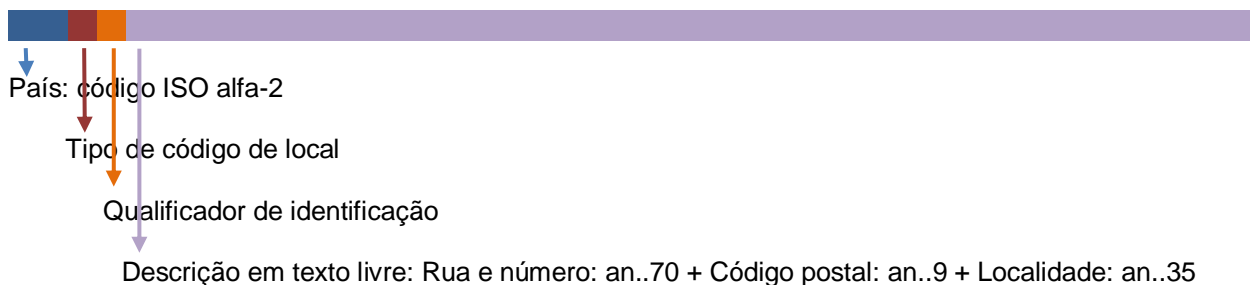 País: código ISO alfa-2
Tipo de código de local
Qualificador de identificação
Descrição em texto livre: Rua e número: an..70 + Código postal: an..9 + Localidade: an..35